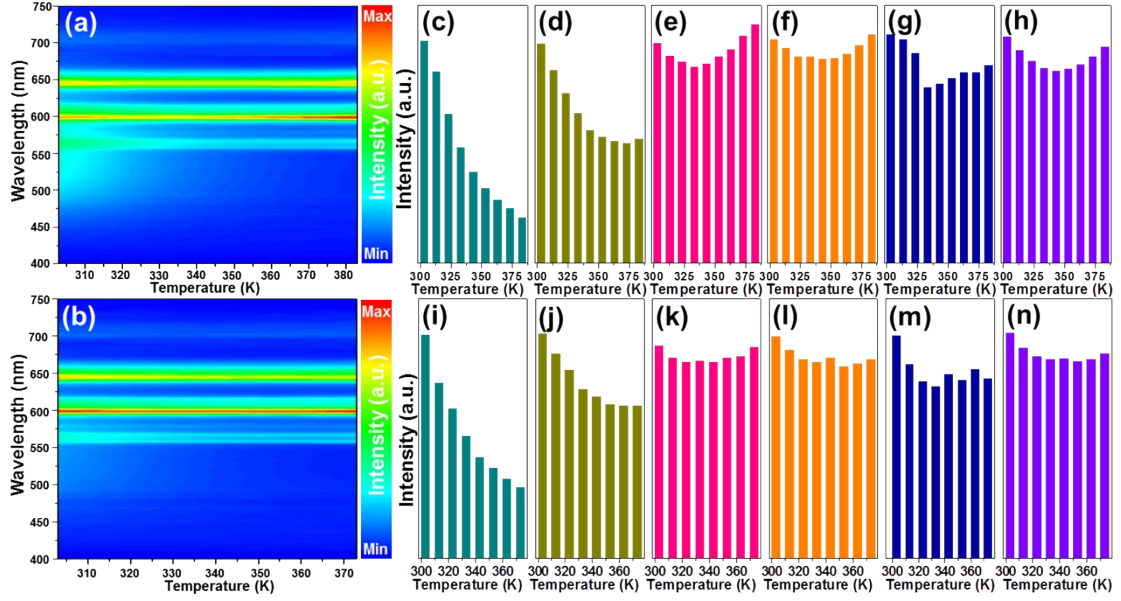 (a)
Max
Intensity (a.u.)
Min
Wavelength (nm)
750
700
650
600
550
500
450
400
310 320 330 340 350 360 370 380
Temperature (K)
(b)
Max
Intensity (a.u.)
Min
Wavelength (nm)
750
700
650
600
550
500
450
400
310 320 330 340 350 360 370
Temperature (K)
Intensity (a.u.)
(c) (d) (e) (f) (g) (h)
300 325 350 375 300 325 350 375 300 325 350 375 300 325 350 375 300 325 350 375 300 325 350 375
Temperature (K) Temperature (K) Temperature (K) Temperature (K) Temperature (K) Temperature (K)
Intensity (a.u.)
(i) (j) (k) (l) (m) (n)
300 320 340 360 300 320 340 360 300 320 340 360 300 320 340 360 300 320 340 360 300 320 340 360
Temperature (K) Temperature (K) Temperature (K) Temperature (K) Temperature (K) Temperature (K)